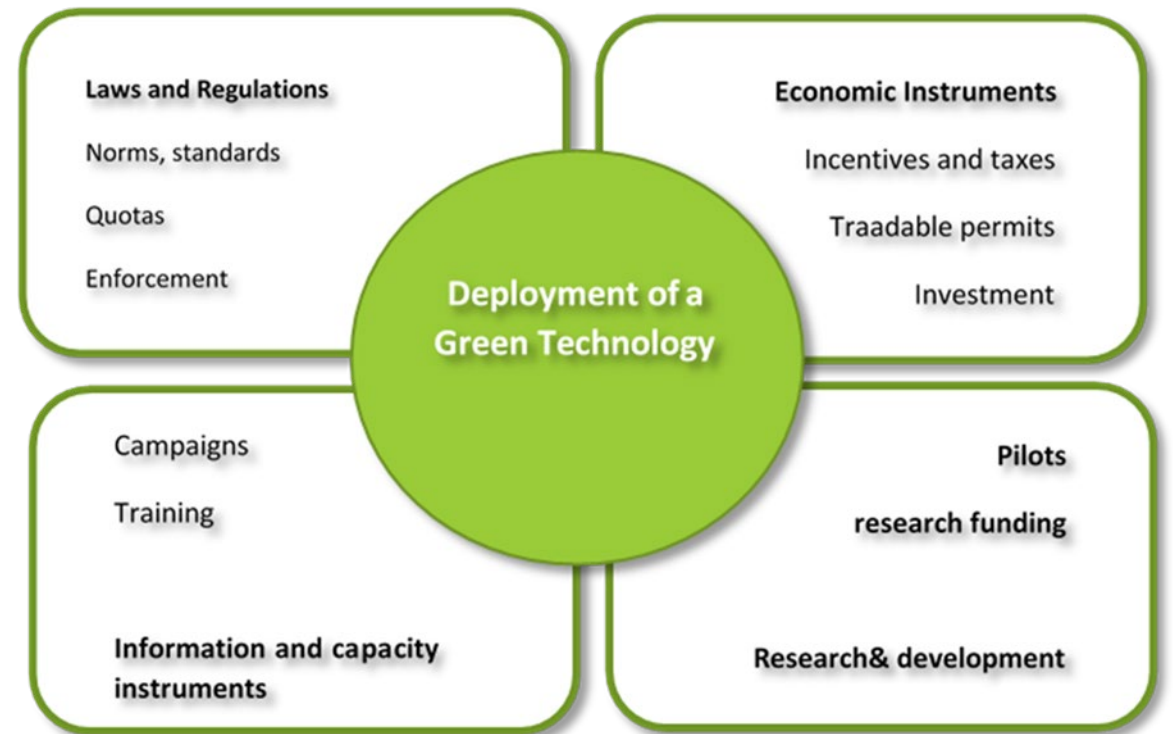 Laws and Regulations
Norms, standards
Quotas
Enforcement
Economic Instruments
Incentives and taxes
Traadable permits
Investment
Deployment of a
Green Technology
Campaigns
Training
Information and capacity
instruments
Pilots
research funding
Research& development